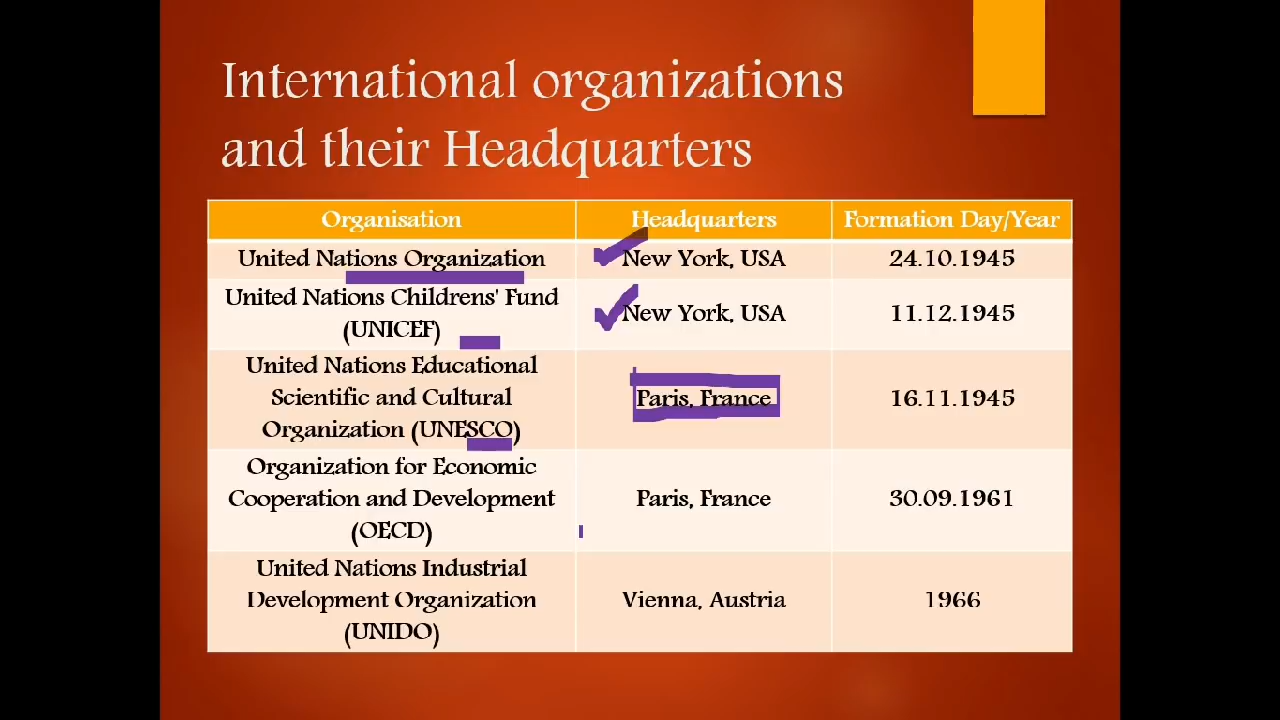 International organizations
and their Headquarters
Organisation Headquarters Formation Day/Year
United Nations Organization New York, USA 24.10.1945
United Nations Childrens' Fund
(UNICEF) New York, USA 11.12.1945
United Nations Educational
Scientific and Cultural
Organization (UNESCO) Paris, France 16.11.1945
Organization for Economic
Cooperation and Development
(OECD) Paris, France 30.09.1961
United Nations Industrial
Development Organization
(UNIDO) Vienna, Austria 1966